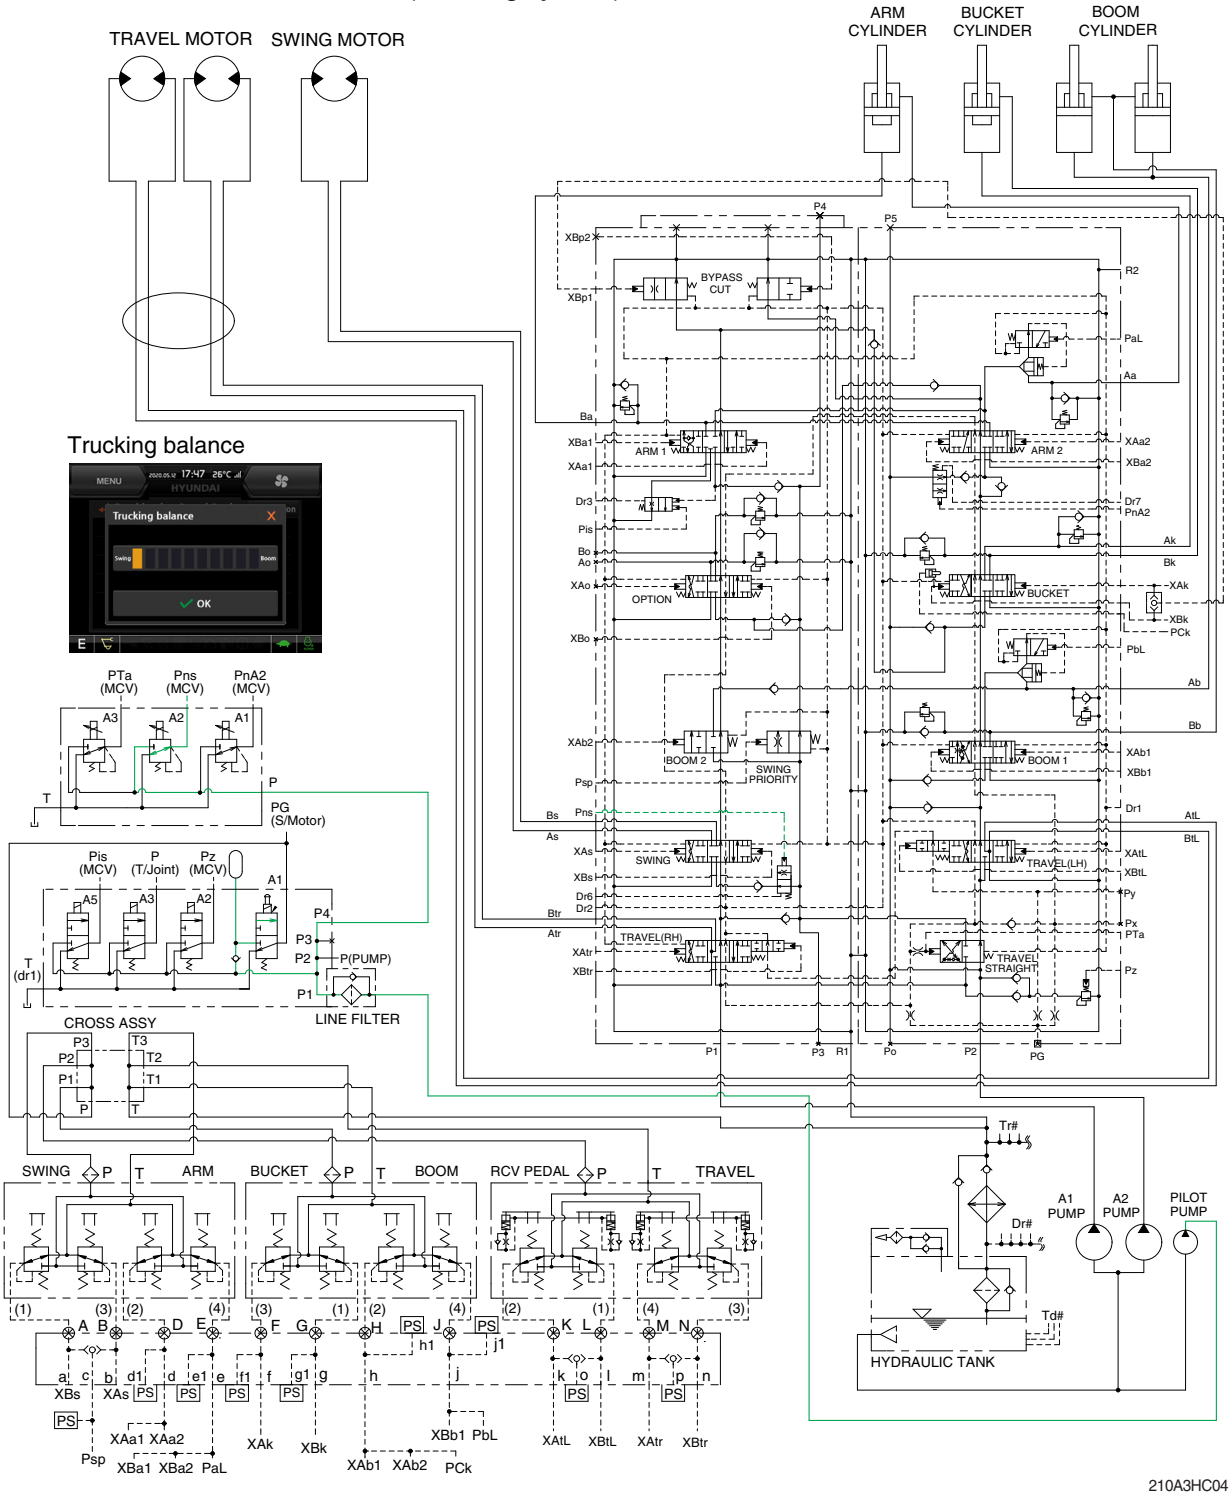 TRAVEL MOTOR SWING MOTOR
ARM CYLINDER
BUCKET CYLINDER
BOOM CYLINDER
P4
P5
XBp2
BYPASS CUT
R2
XBp1
PaL
Aa
Ba
XBa1
ARM 1
ARM 2
XAa2
XAa1
XBa2
Dr3
Dr7
PnA2
Pis
Bo
Ak
Ao
Bk
XAo
OPTION
BUCKET
XAk
XBk
PCk
XBo
PbL
Ab
Bb
XAb2
BOOM 2
SWING PRIORITY
BOOM 1
XAb1
XBb1
Psp
Pns
Dr1
Bs
AtL
As
BtL
XAs
SWING
TRAVEL(LH)
XAtL
XBs
XBtL
Dr6
Py
Dr2
Btr
Px
Atr
PTa
TRAVEL(RH)
XAtr
TRAVEL STRAIGHT
XBtr
Pz
P1 P3 R1 Po P2 PG
Trucking balance
MENU
2020.05.12 17:47 26°C
HYUNDAI
Trucking balance X
Swing Boom
OK
E
PTa (MCV)
Pns (MCV)
PnA2 (MCV)
A3 A2 A1
P
T
PG (S/Motor)
Pis (MCV)
P (T/Joint)
Pz (MCV)
A5 A3 A2 A1
P4
P3
P2 P(PUMP)
T (dr1)
P1
LINE FILTER
CROSS ASSY
P3 T3
P2 T2
P1 T1
P T
Tr#
Dr#
Td#
A1 PUMP
A2 PUMP
PILOT PUMP
HYDRAULIC TANK
SWING P T ARM
BUCKET P T BOOM
RCV PEDAL P T TRAVEL
(1) (3) (2) (4) (3) (1) (2) (4) (2) (1) (4) (3)
A B D E F G H PS J PS K L M N
h1 j1
a c b d1 d e1 e f1 f g1 g h j k o l m p n
XBs XAs PS PS PS PS PS PS
PS
XAa1 XAa2
Psp
XBa1 XBa2 PaL
XAk XBk
XAb1 XAb2 PCk
XBb1 PbL
XAtL XBtL XAtr XBtr
210A3HC04